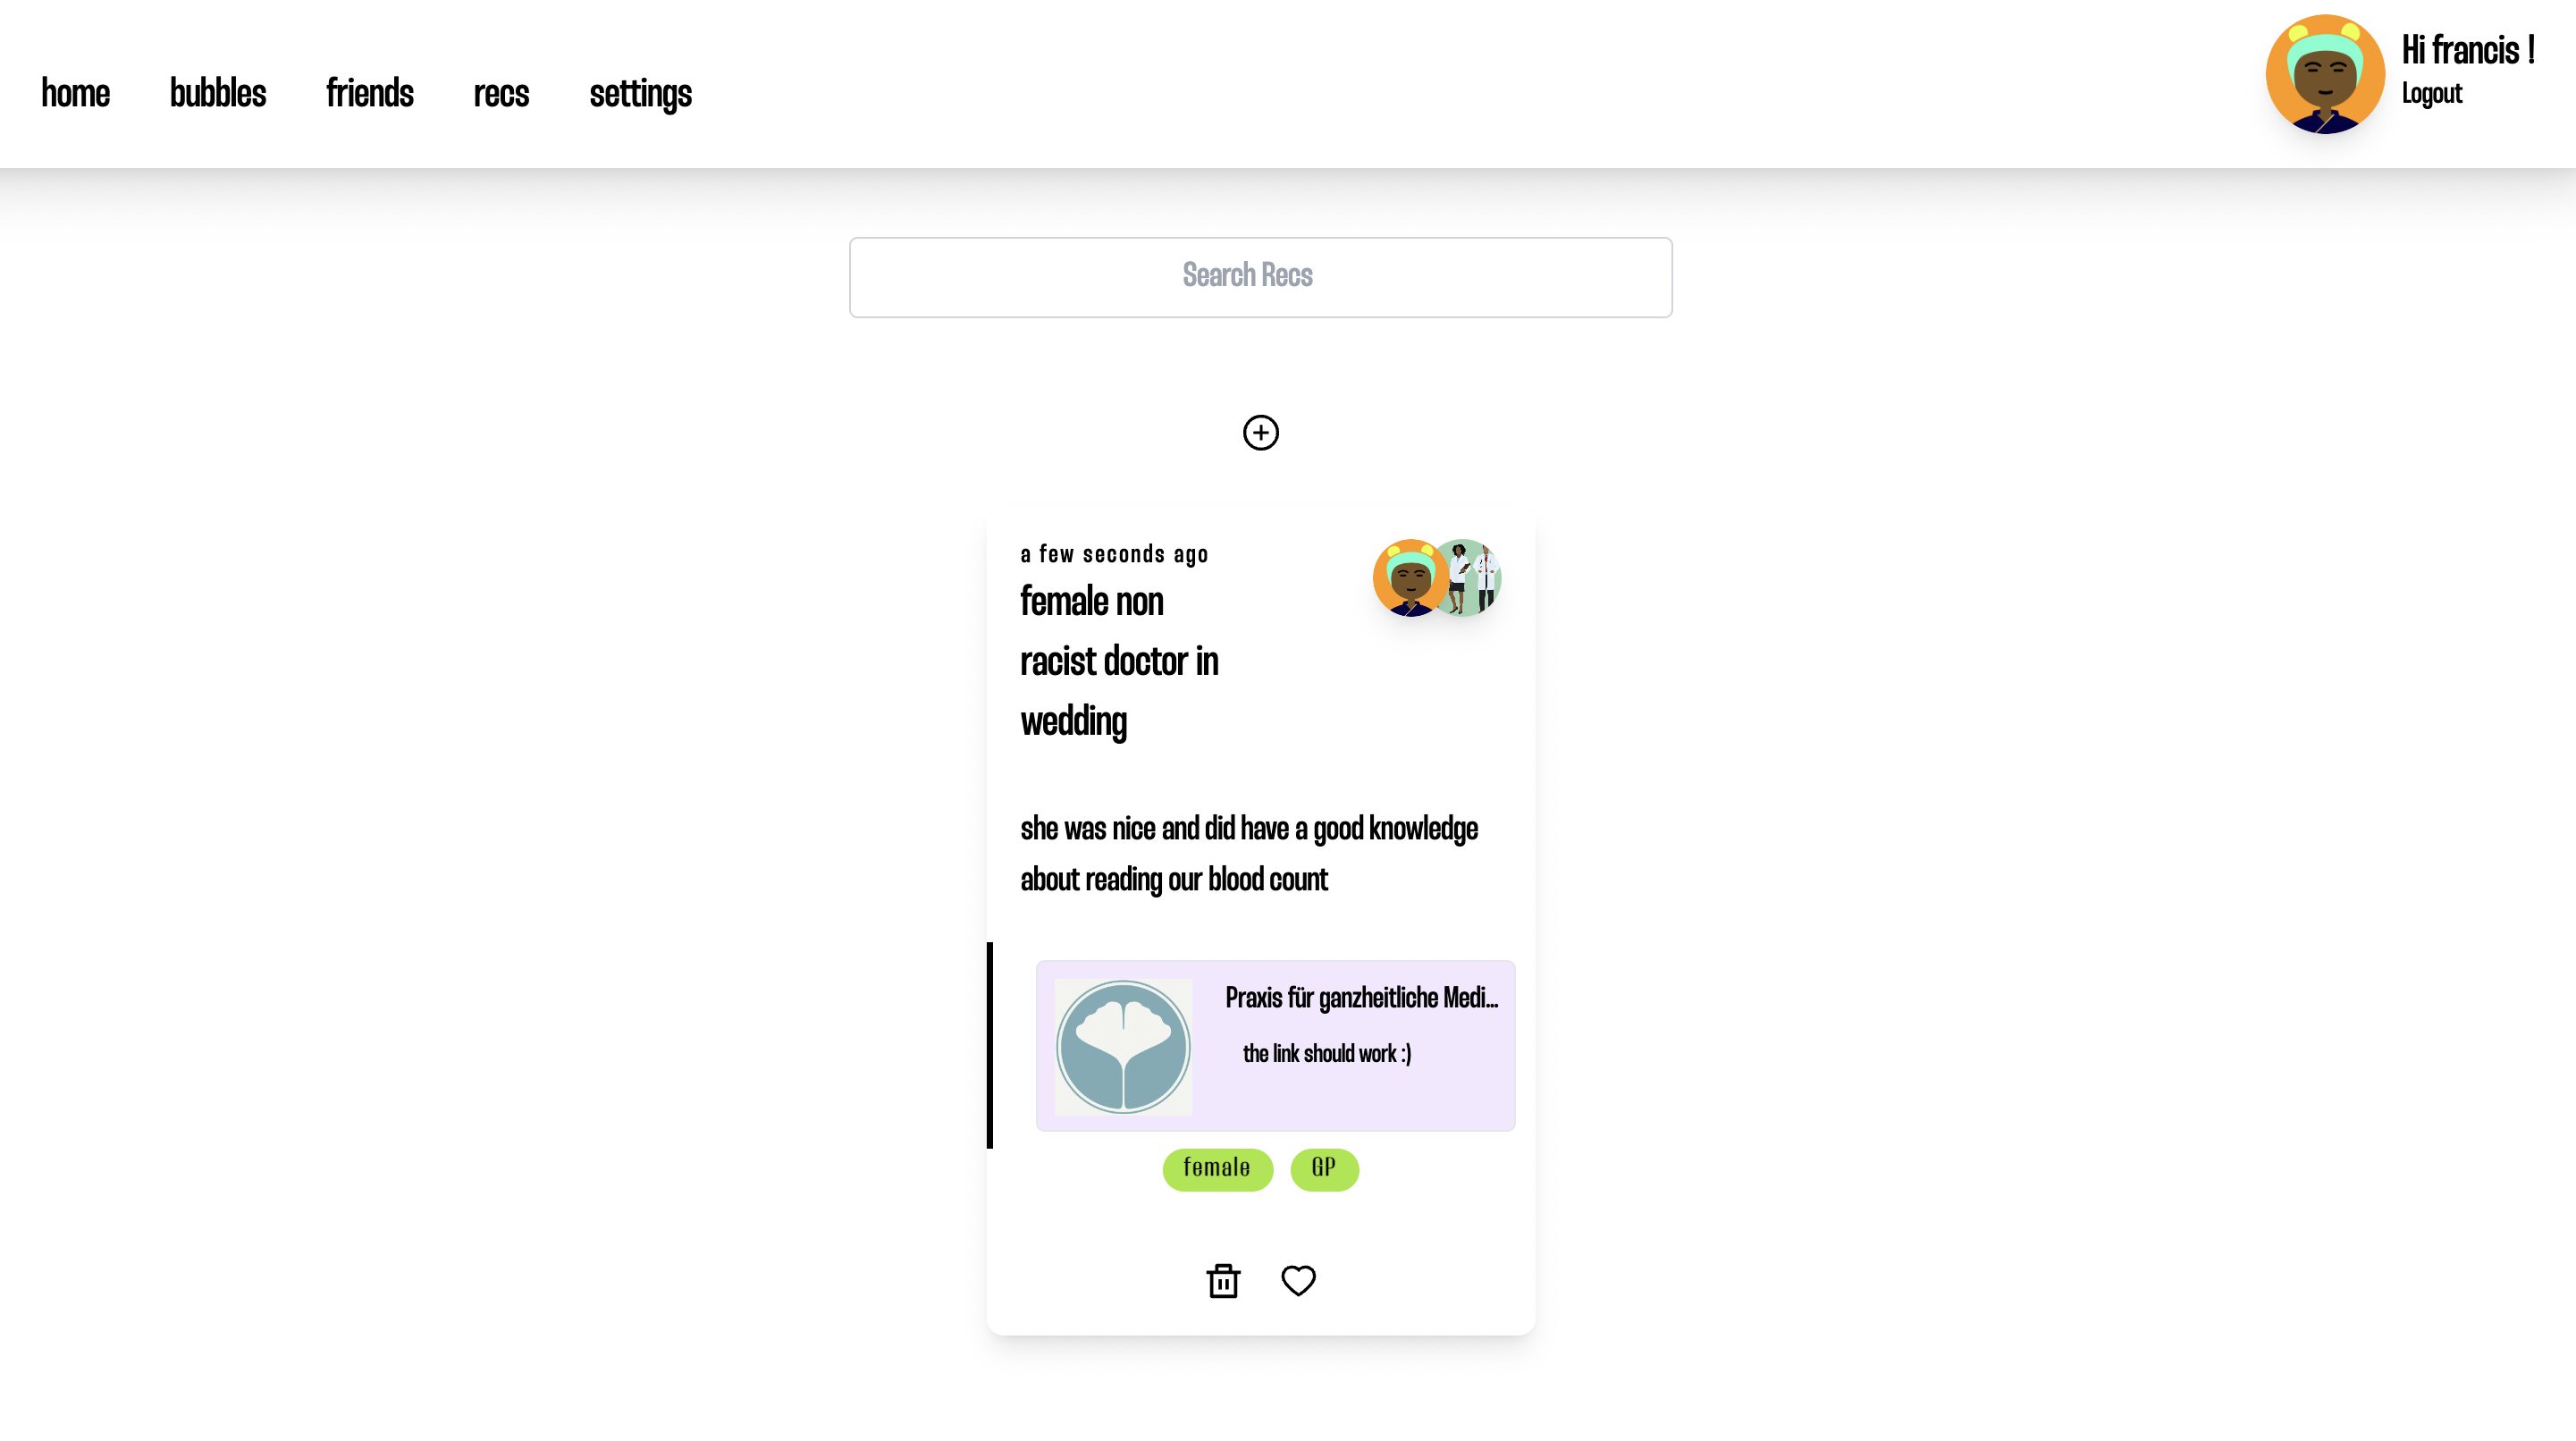 home bubbles friends recs settings
Hi francis !
Logout
Search Recs
a few seconds ago
female non
racist doctor in
wedding
she was nice and did have a good knowledge
about reading our blood count
Praxis für ganzheitliche Medi...
the link should work :)
female GP